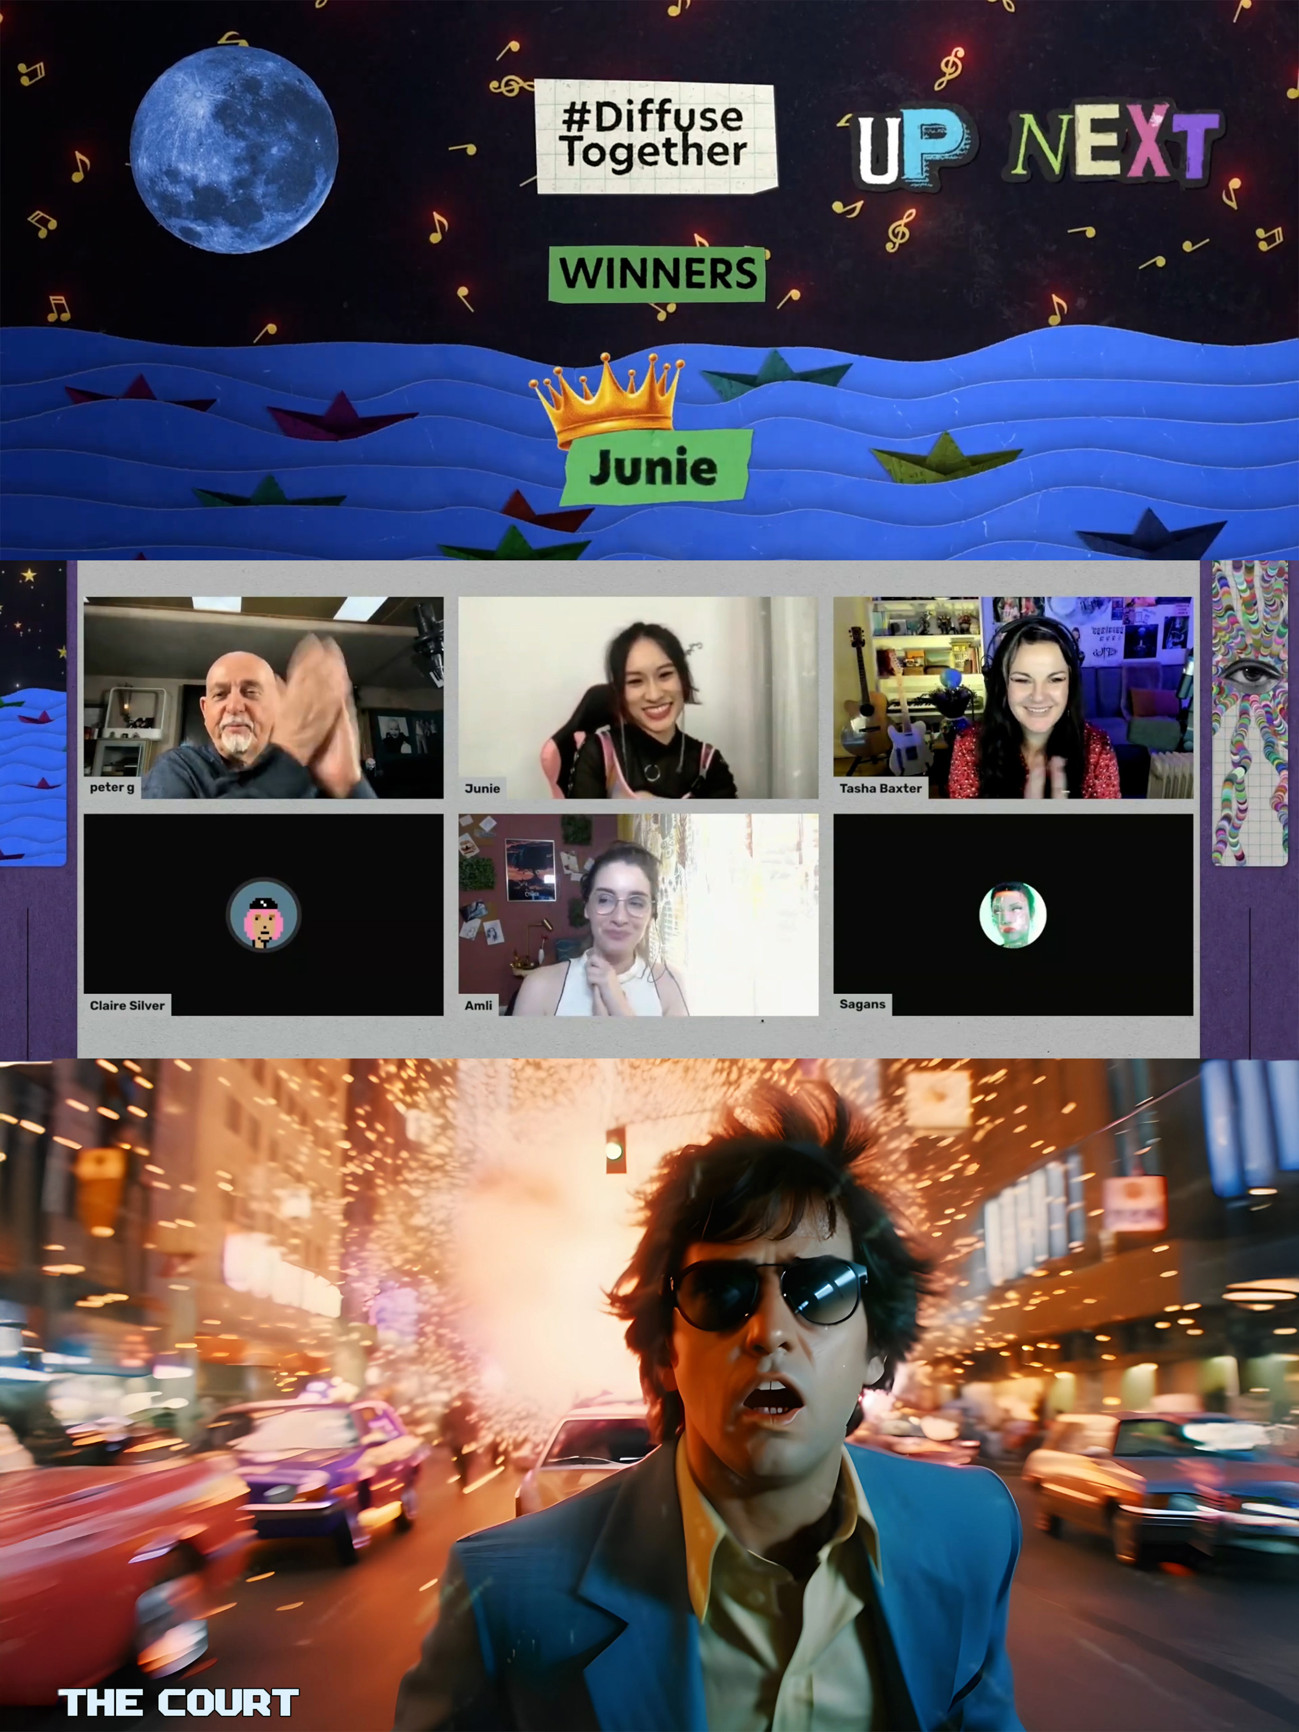 #Diffuse
Together
UP NEXT
WINNERS
Junie
peter g
Junie
Tasha Baxter
Claire Silver
Amli
Sagans
THE COURT